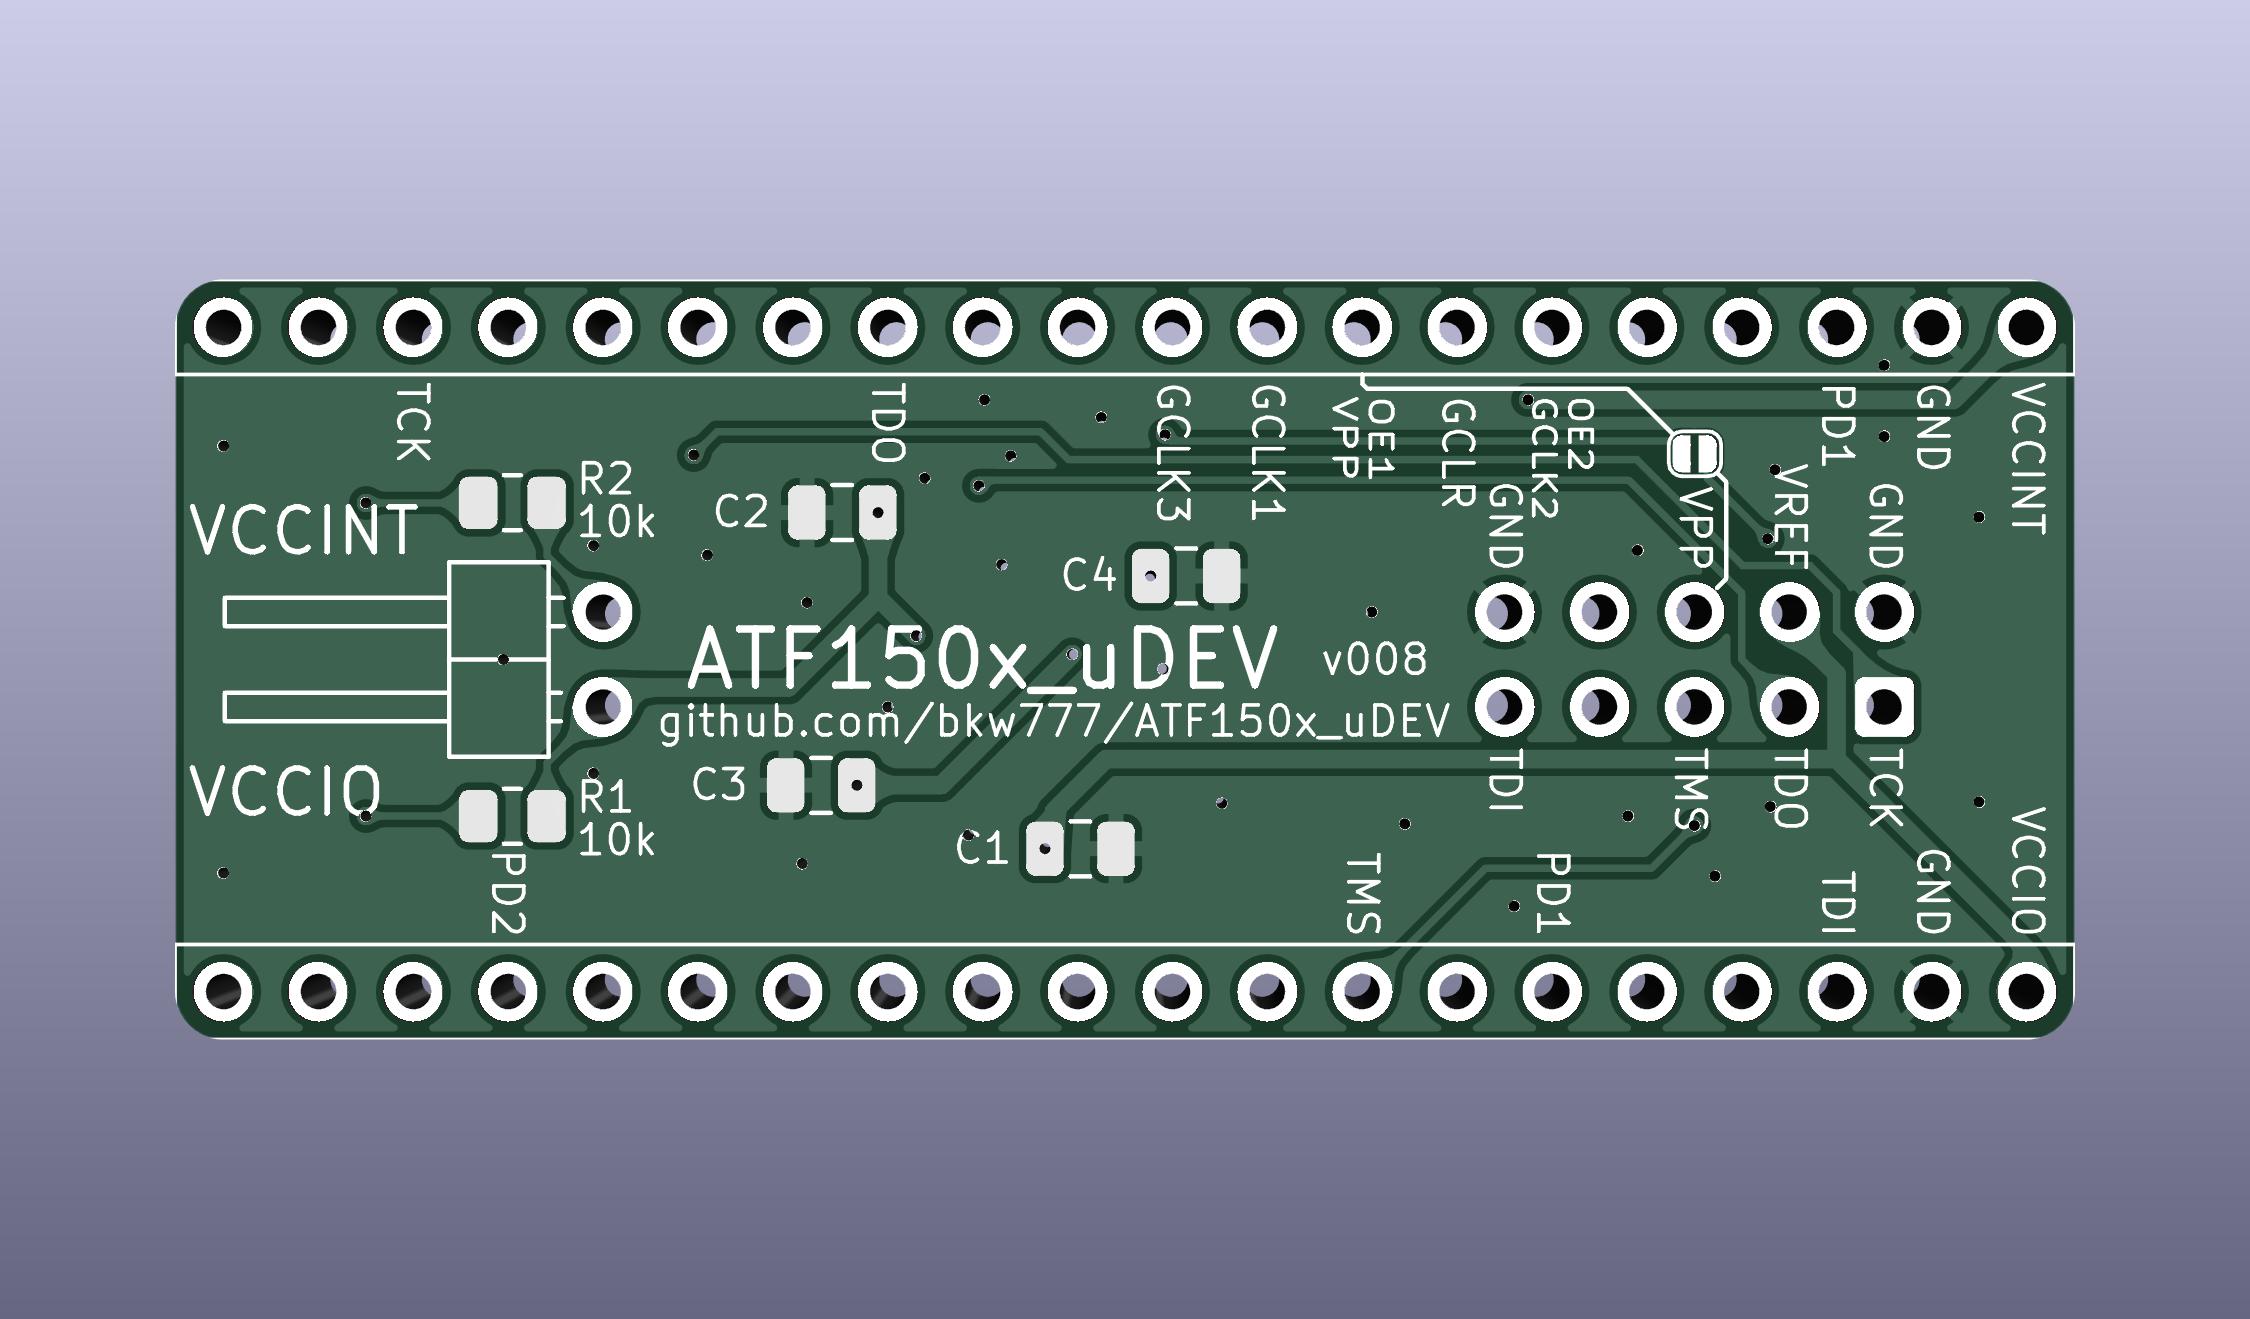 TCK
TDO
GCLK3
GCLK1
OE1
VPP
GCLR
OE2
GCLK2
PD1
GND
VCCINT
R2
10k
VCCINT
C2
C4
GND
VPP
VREF
GND
ATF150x_uDEV v008
github.com/bkw777/ATF150x_uDEV
VCCIO
R1
10k
C3
C1
TDI
TMS
TDO
TCK
PD2
TMS
PD1
TDI
GND
VCCIO